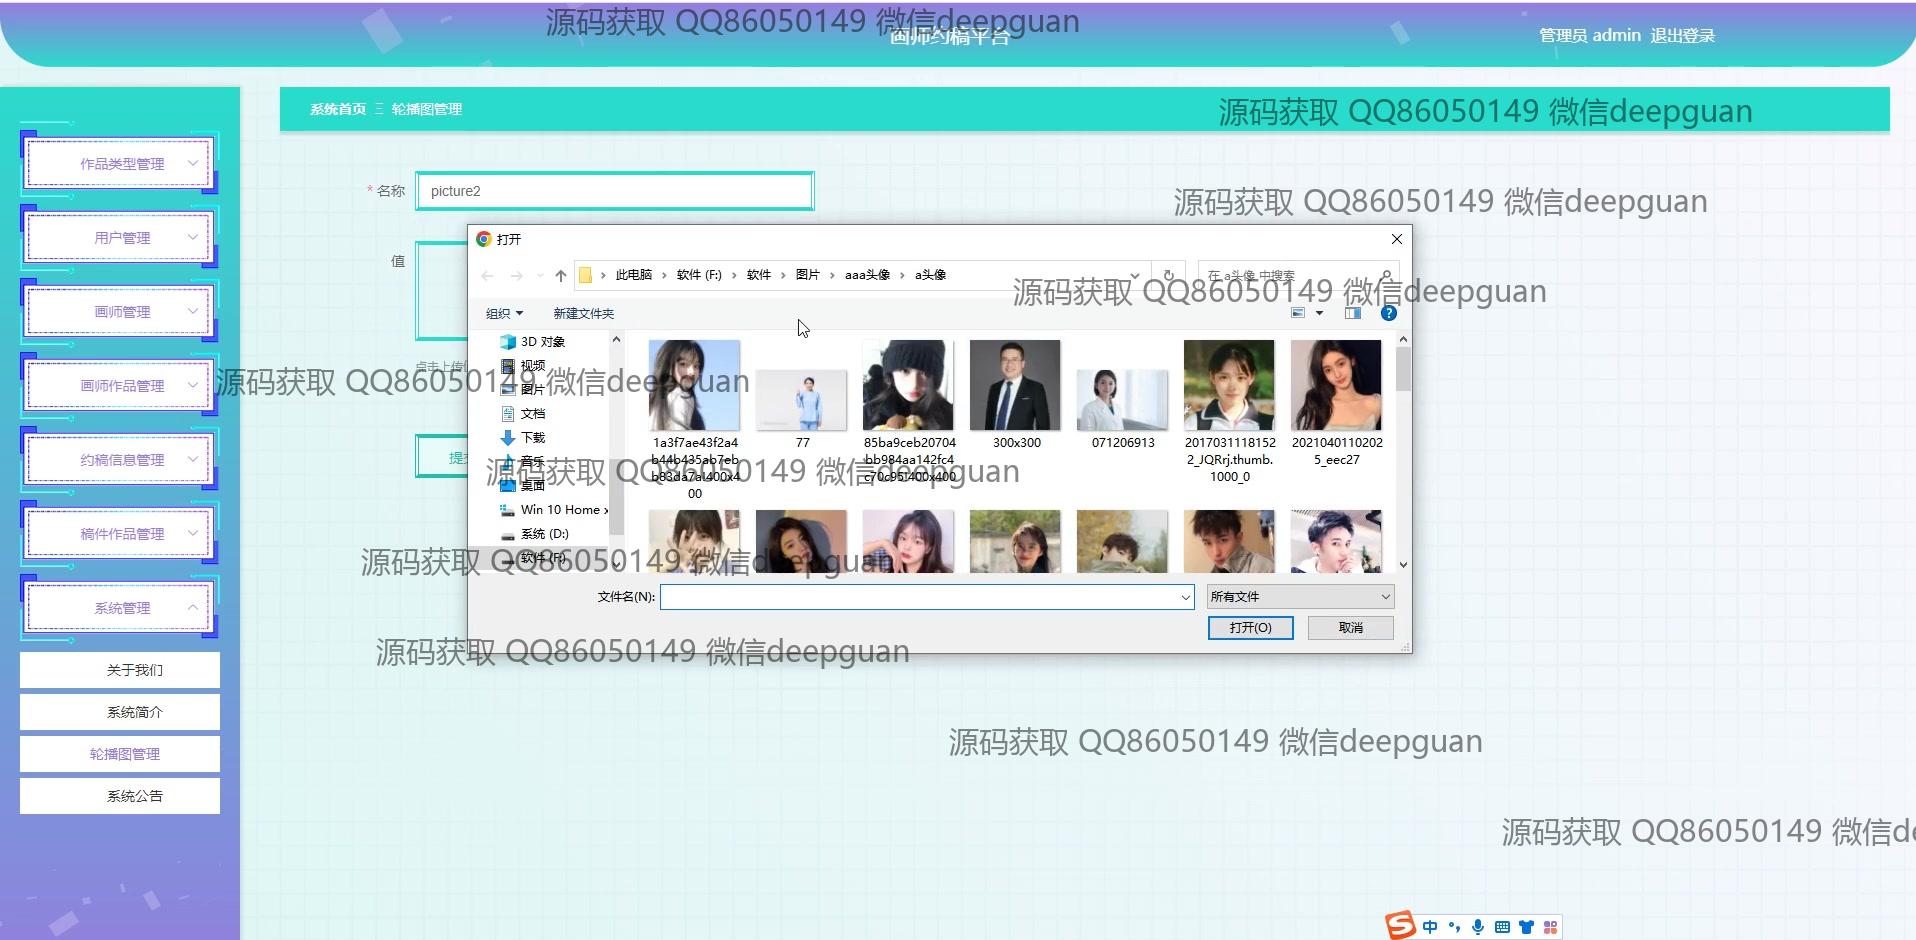 源码获取 QQ86050149 微信deepguan
画师约稿平台
管理员 admin 退出登录
系统首页 Ξ 轮播图管理
源码获取 QQ86050149 微信deepguan
作品类型管理
用户管理
画师管理
画师作品管理
约稿信息管理
稿件作品管理
系统管理
关于我们
系统简介
轮播图管理
系统公告
* 名称
picture2
源码获取 QQ86050149 微信deepguan
值
打开
此电脑 › 软件 (F:) › 软件 › 图片 › aaa头像 › a头像
在 a头像 中搜索
源码获取 QQ86050149 微信deepguan
组织
新建文件夹
3D 对象
视频
图片
文档
下载
音乐
桌面
Win 10 Home x
系统 (D:)
软件 (F:)
点击上传
源码获取 QQ86050149 微信deepguan
1a3f7ae43f2a4
b44b435ab7eb
b83da7af400x4
00
77
85ba9ceb20704
bb984aa142fc4
c70c95f400x400
300x300
071206913
2017031118152
2_JQRrj.thumb.
1000_0
2021040110202
5_eec27
源码获取 QQ86050149 微信deepguan
源码获取 QQ86050149 微信deepguan
文件名(N):
所有文件
打开(O)
取消
源码获取 QQ86050149 微信deepguan
源码获取 QQ86050149 微信deepguan
源码获取 QQ86050149 微信de
中